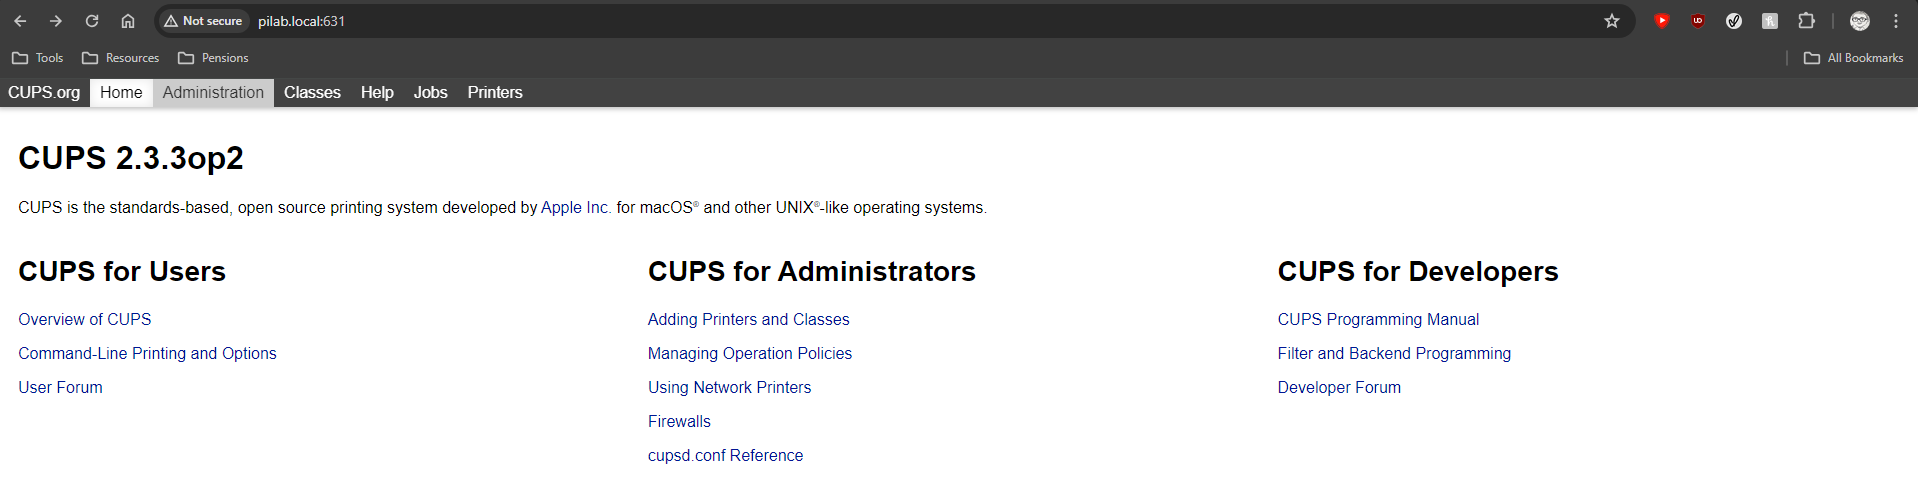 Not secure pilab.local:631
Tools Resources Pensions All Bookmarks
CUPS.org Home Administration Classes Help Jobs Printers
CUPS 2.3.3op2
CUPS is the standards-based, open source printing system developed by Apple Inc. for macOS® and other UNIX®-like operating systems.
CUPS for Users
Overview of CUPS
Command-Line Printing and Options
User Forum
CUPS for Administrators
Adding Printers and Classes
Managing Operation Policies
Using Network Printers
Firewalls
cupsd.conf Reference
CUPS for Developers
CUPS Programming Manual
Filter and Backend Programming
Developer Forum